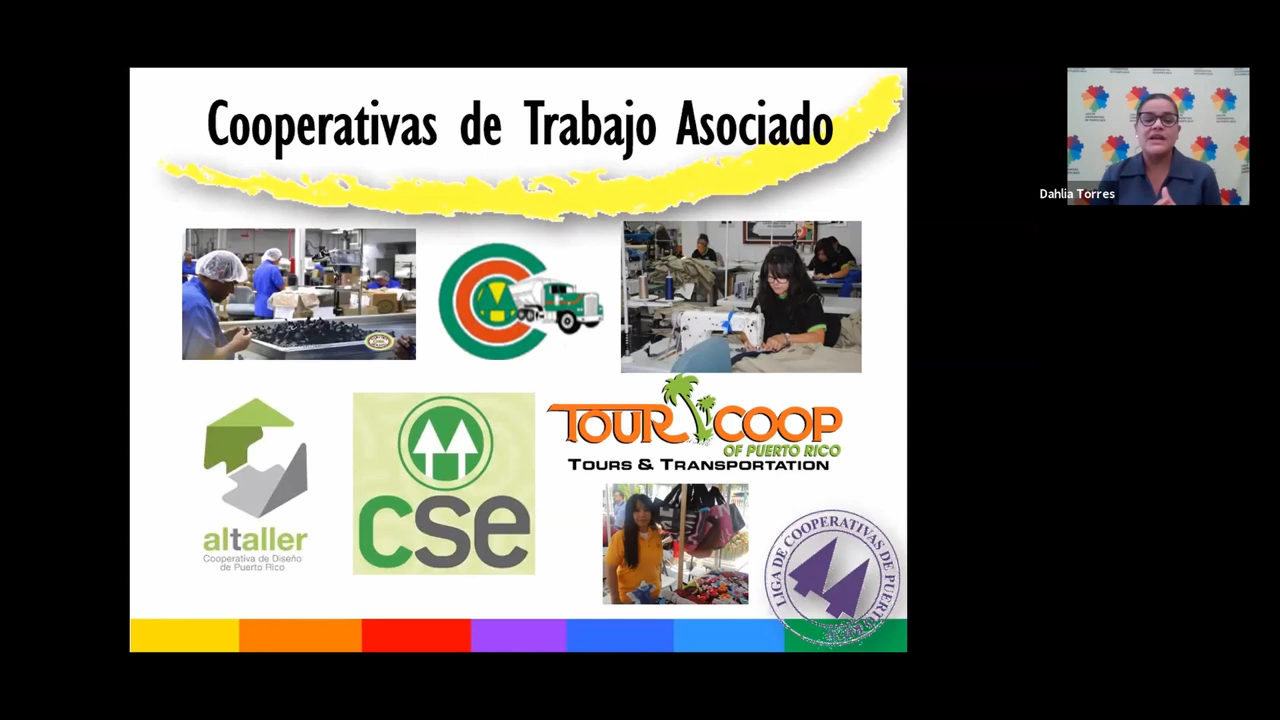 Cooperativas de Trabajo Asociado
Dahlia Torres
TOUR COOP
OF PUERTO RICO
TOURS & TRANSPORTATION
altaller
Cooperativa de Diseño
de Puerto Rico
cse
LIGA DE COOPERATIVAS DE PUERTO